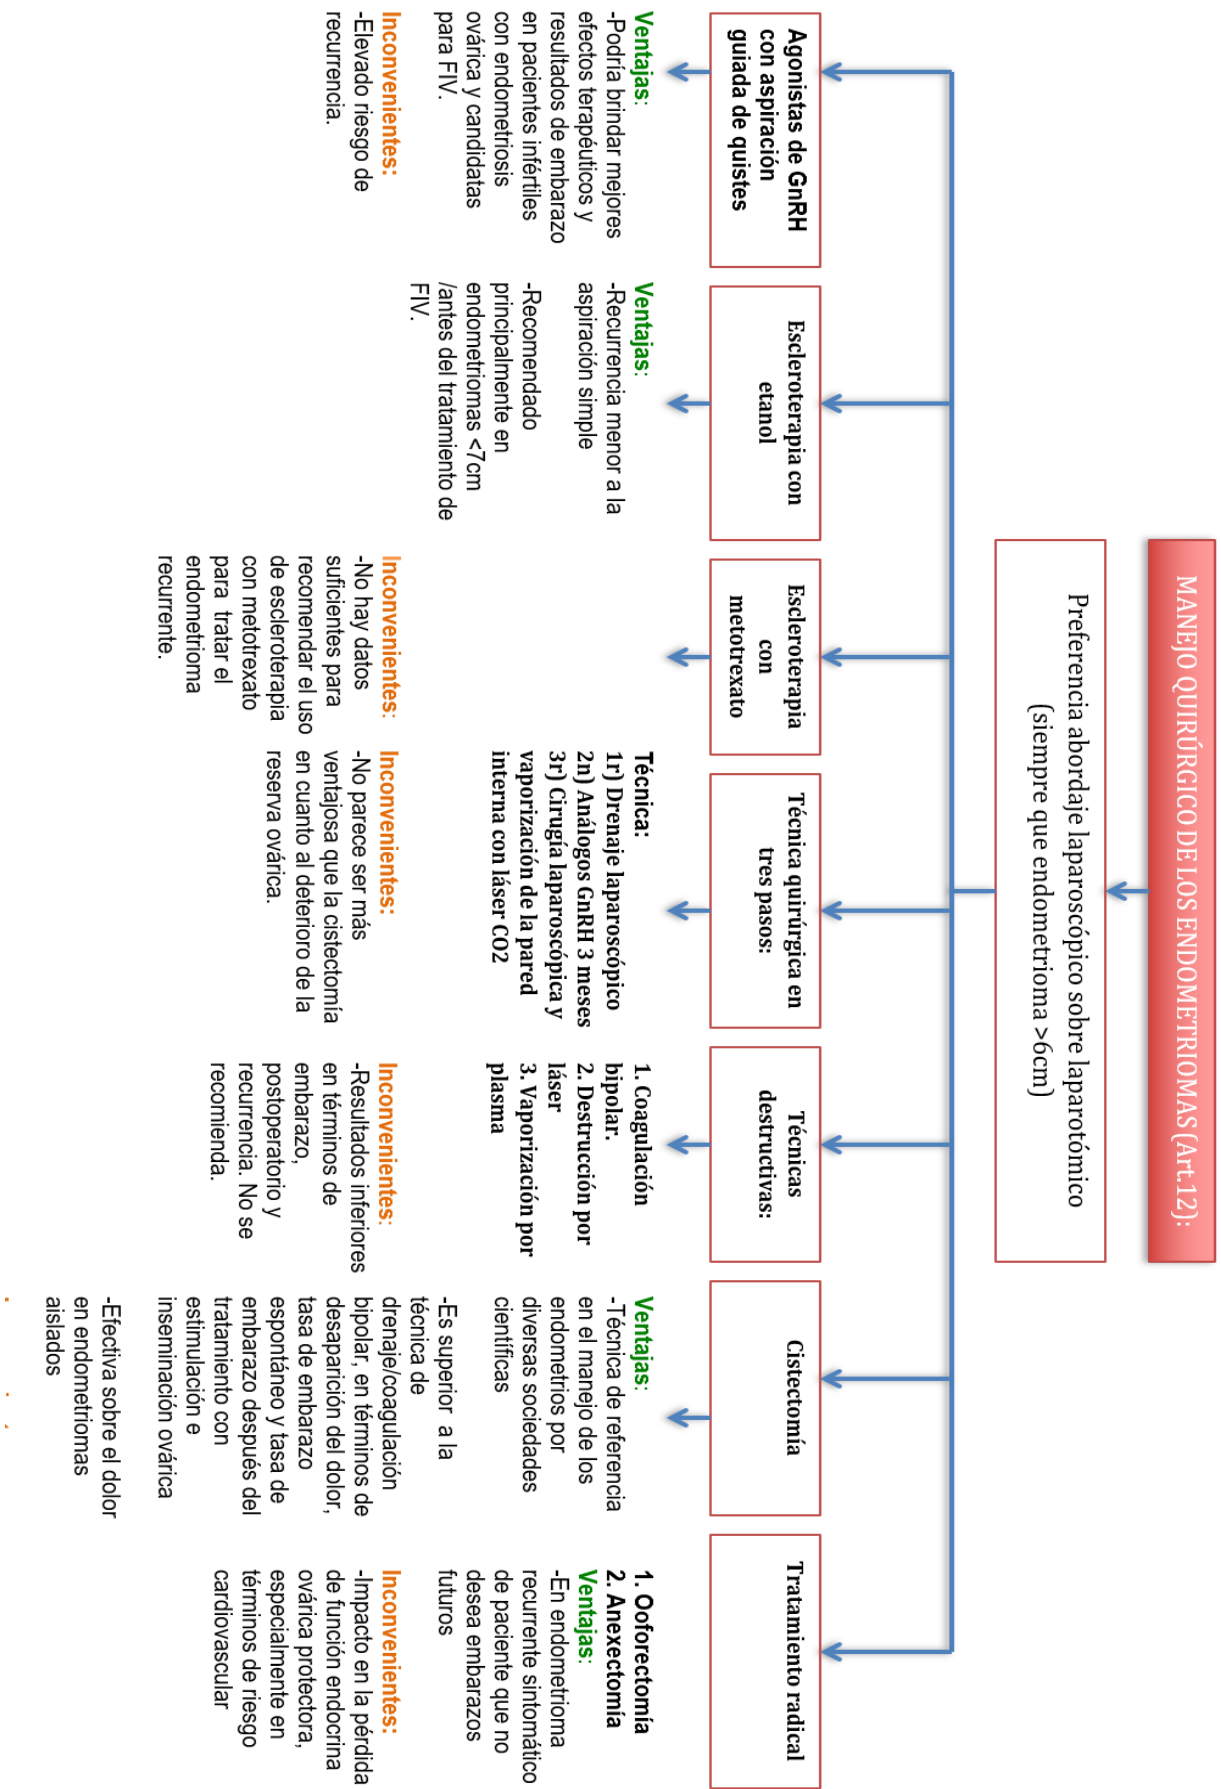 MANEJO QUIRÚRGICO DE LOS ENDOMETRIOMAS (Art.12):
Preferencia abordaje laparoscópico sobre laparotómico
(siempre que endometrioma >6cm)
Agonistas de GnRH
con aspiración
guiada de quistes
Ventajas:
-Podría brindar mejores
efectos terapéuticos y
resultados de embarazo
en pacientes infértiles
con endometriosis
ovárica y candidatas
para FIV.
Inconvenientes:
-Elevado riesgo de
recurrencia.
Escleroterapia con
etanol
Ventajas:
-Recurrencia menor a la
aspiración simple
-Recomendado
principalmente en
endometriomas <7cm
/antes del tratamiento de
FIV.
Escleroterapia
con
metotrexato
Inconvenientes:
-No hay datos
suficientes para
recomendar el uso
de escleroterapia
con metotrexato
para tratar el
endometrioma
recurrente.
Técnica quirúrgica en
tres pasos:
Técnica:
1r) Drenaje laparoscópico
2n) Análogos GnRH 3 meses
3r) Cirugía laparoscópica y
vaporización de la pared
interna con láser CO2
Inconvenientes:
-No parece ser más
ventajosa que la cistectomía
en cuanto al deterioro de la
reserva ovárica.
Técnicas
destructivas:
1. Coagulación
bipolar.
2. Destrucción por
láser
3. Vaporización por
plasma
Inconvenientes:
-Resultados inferiores
en términos de
embarazo,
postoperatorio y
recurrencia. No se
recomienda.
Cistectomía
Ventajas:
-Técnica de referencia
en el manejo de los
endometrios por
diversas sociedades
científicas
-Es superior a la
técnica de
drenaje/coagulación
bipolar, en términos de
desaparición del dolor,
tasa de embarazo
espontáneo y tasa de
embarazo después del
tratamiento con
estimulación e
inseminación ovárica
-Efectiva sobre el dolor
en endometriomas
aislados
Tratamiento radical
1. Ooforectomía
2. Anexectomía
Ventajas:
-En endometrioma
recurrente sintomático
de paciente que no
desea embarazos
futuros
Inconvenientes:
-Impacto en la pérdida
de función endocrina
ovárica protectora,
especialmente en
términos de riesgo
cardiovascular